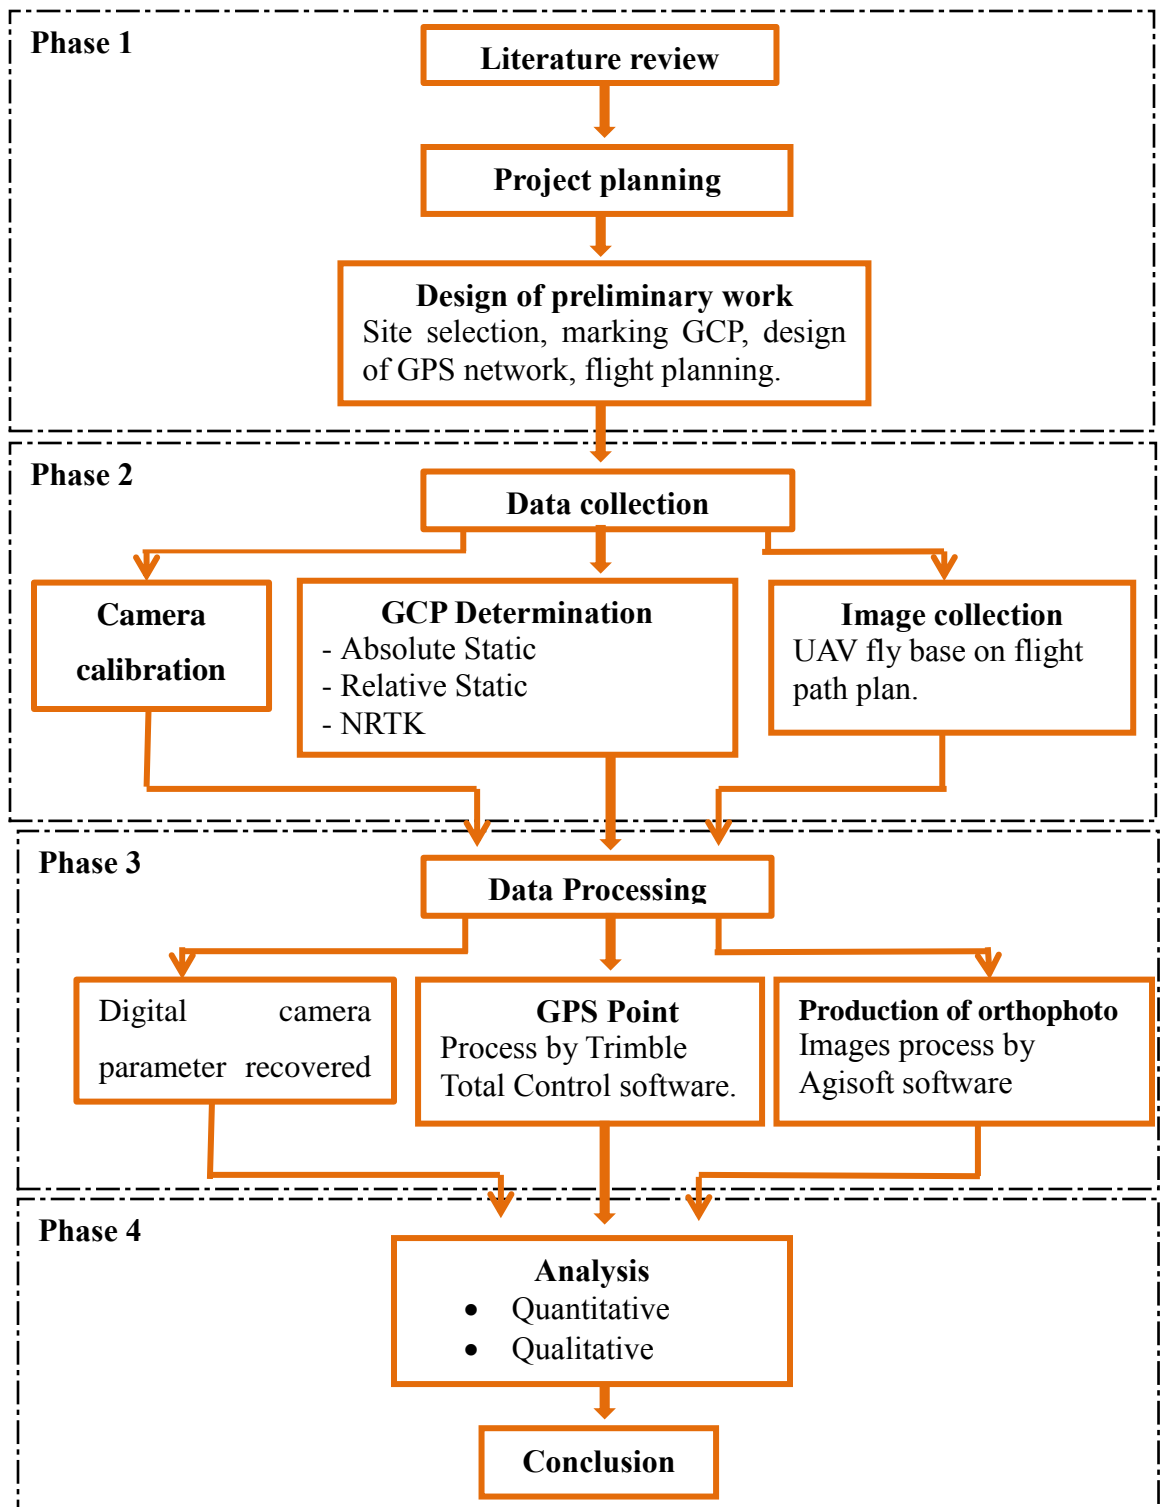 Phase 1
Literature review
Project planning
Design of preliminary work
Site selection, marking GCP, design
of GPS network, flight planning.
Phase 2
Data collection
Camera
calibration
GCP Determination
- Absolute Static
- Relative Static
- NRTK
Image collection
UAV fly base on flight
path plan.
Phase 3
Data Processing
Digital camera
parameter recovered
GPS Point
Process by Trimble
Total Control software.
Production of orthophoto
Images process by
Agisoft software
Phase 4
Analysis
• Quantitative
• Qualitative
Conclusion